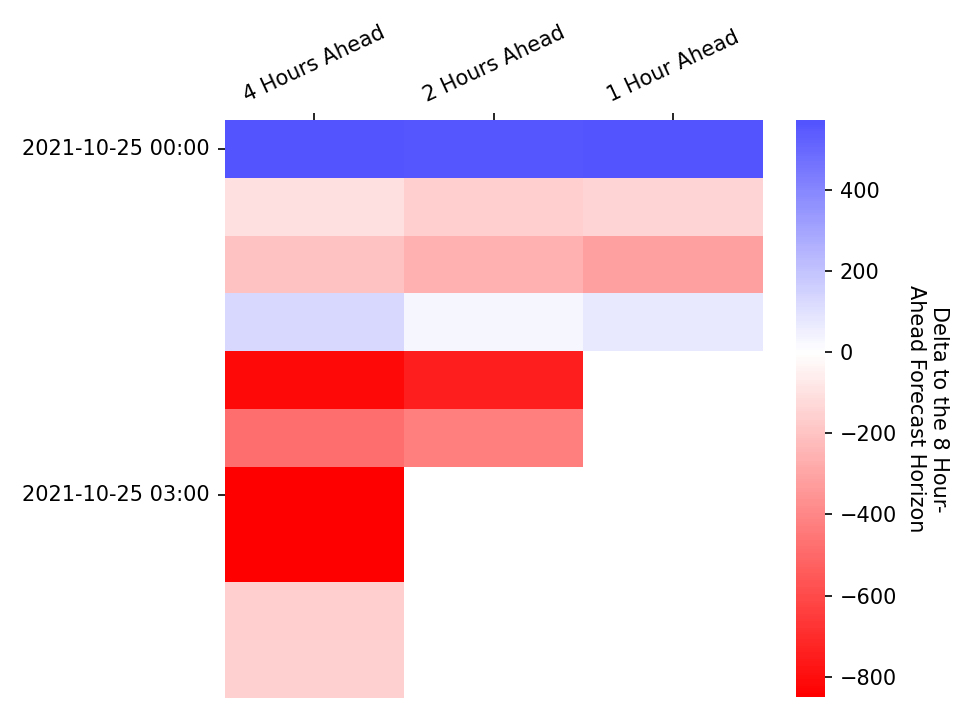 4 Hours Ahead
2 Hours Ahead
1 Hour Ahead
2021-10-25 00:00
2021-10-25 03:00
400
200
0
−200
−400
−600
−800
Delta to the 8 Hour-
Ahead Forecast Horizon